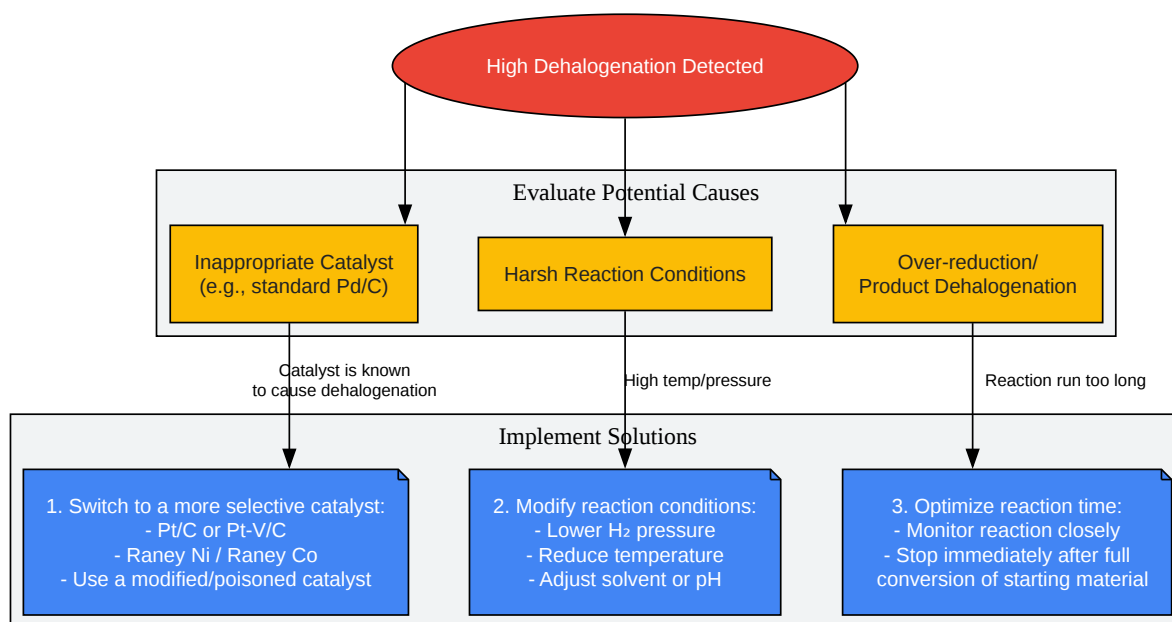 High Dehalogenation Detected
Evaluate Potential Causes
Inappropriate Catalyst
(e.g., standard Pd/C)
Harsh Reaction Conditions
Over-reduction/
Product Dehalogenation
Catalyst is known
to cause dehalogenation
High temp/pressure
Reaction run too long
Implement Solutions
1. Switch to a more selective catalyst:
- Pt/C or Pt-V/C
- Raney Ni / Raney Co
- Use a modified/poisoned catalyst
2. Modify reaction conditions:
- Lower H₂ pressure
- Reduce temperature
- Adjust solvent or pH
3. Optimize reaction time:
- Monitor reaction closely
- Stop immediately after full
conversion of starting material